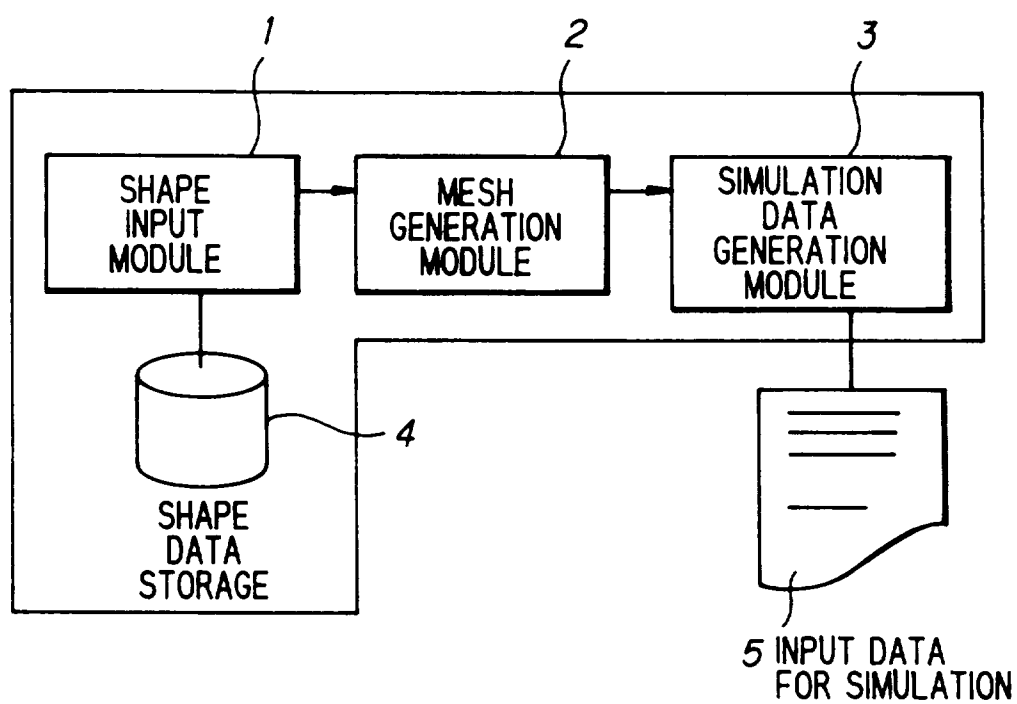 1
2
3
SHAPE
INPUT
MODULE
MESH
GENERATION
MODULE
SIMULATION
DATA
GENERATION
MODULE
4
SHAPE
DATA
STORAGE
5 INPUT DATA
FOR SIMULATION